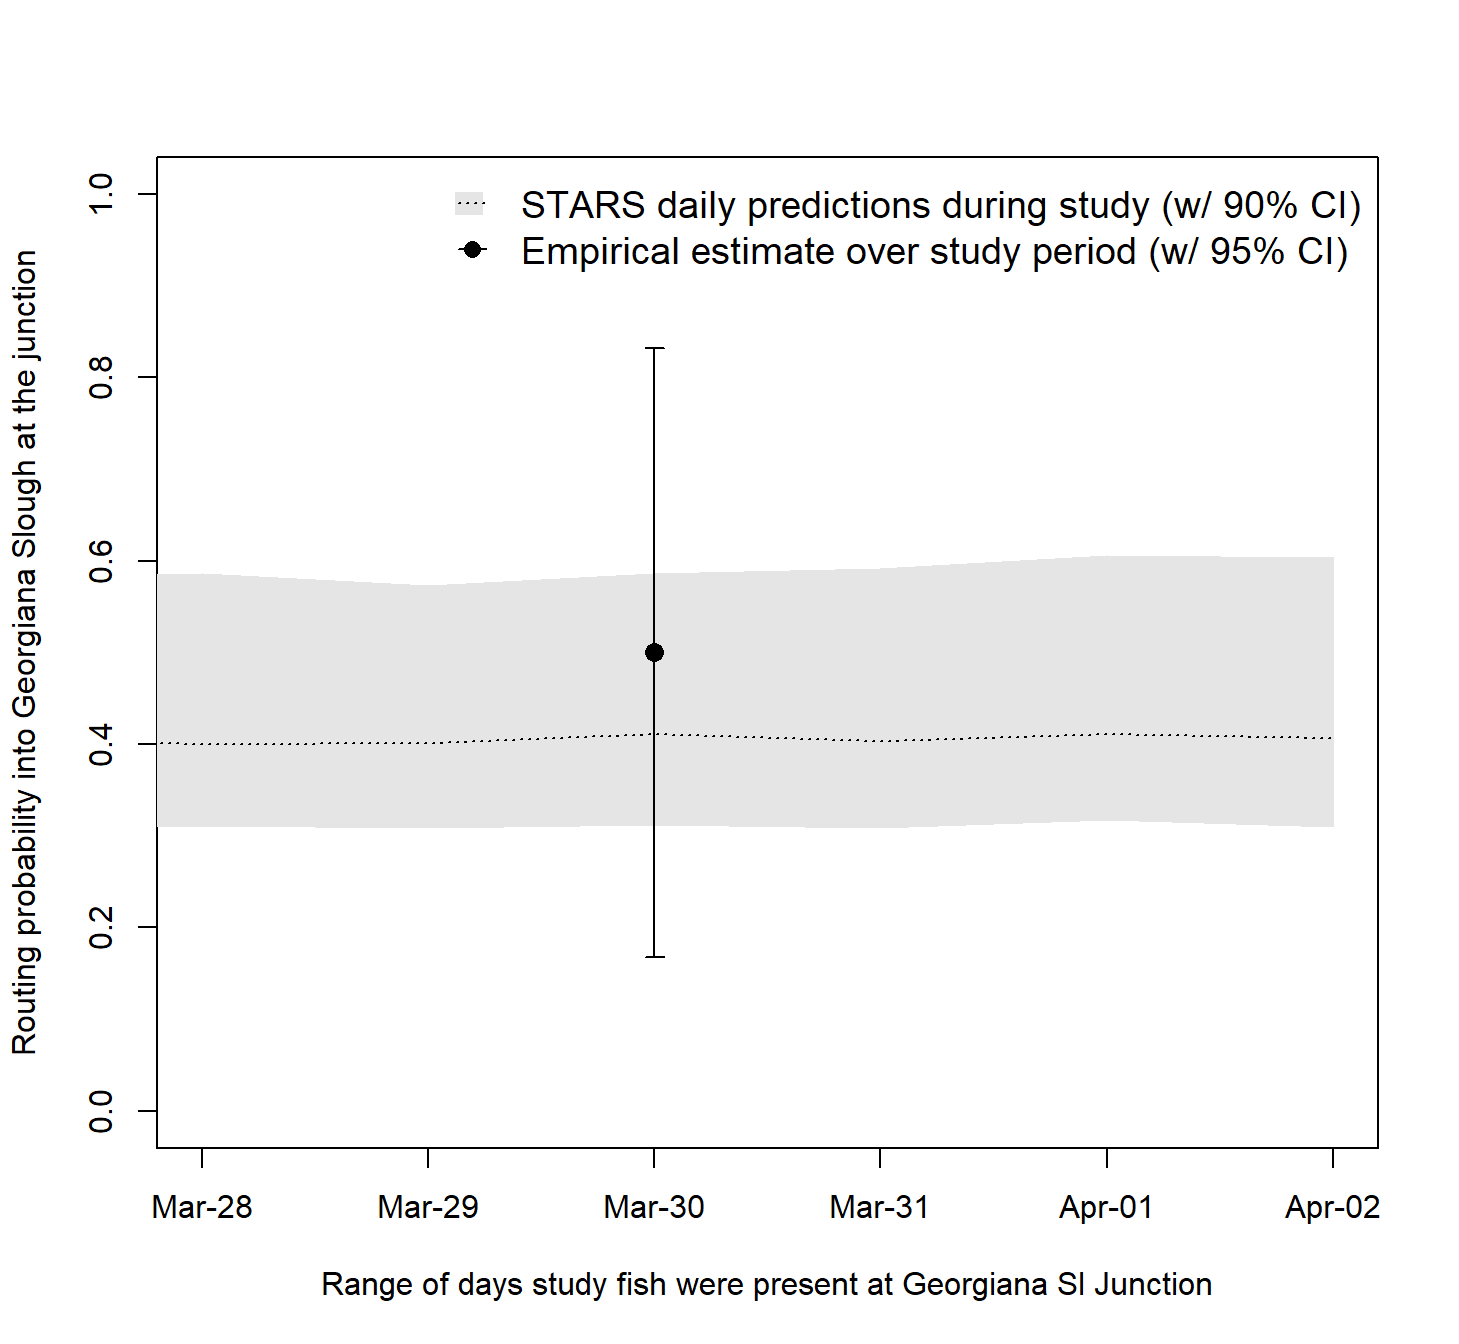 STARS daily predictions during study (w/ 90% CI)
Empirical estimate over study period (w/ 95% CI)
Routing probability into Georgiana Slough at the junction
1.0
0.8
0.6
0.4
0.2
0.0
Mar-28 Mar-29 Mar-30 Mar-31 Apr-01 Apr-02
Range of days study fish were present at Georgiana Sl Junction